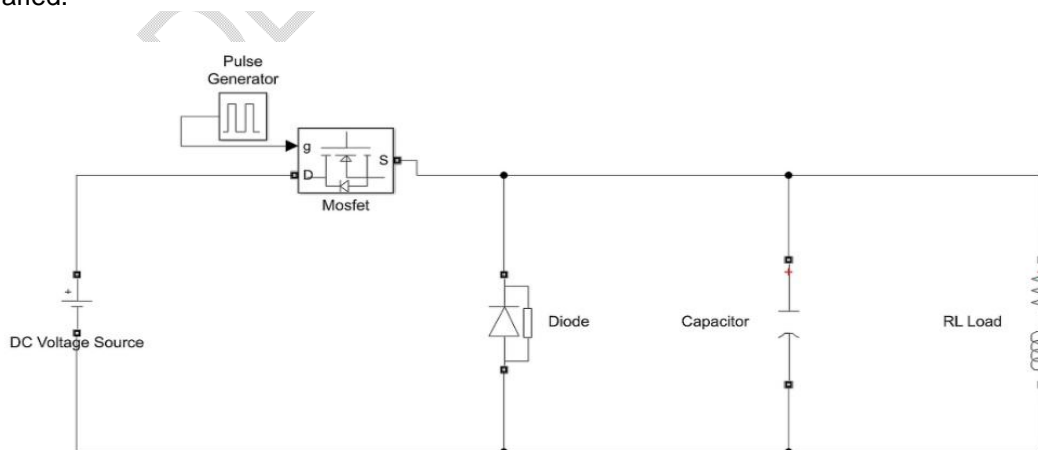 Pulse
Generator
g
S
D
Mosfet
+
DC Voltage Source
Diode
+
Capacitor
RL Load